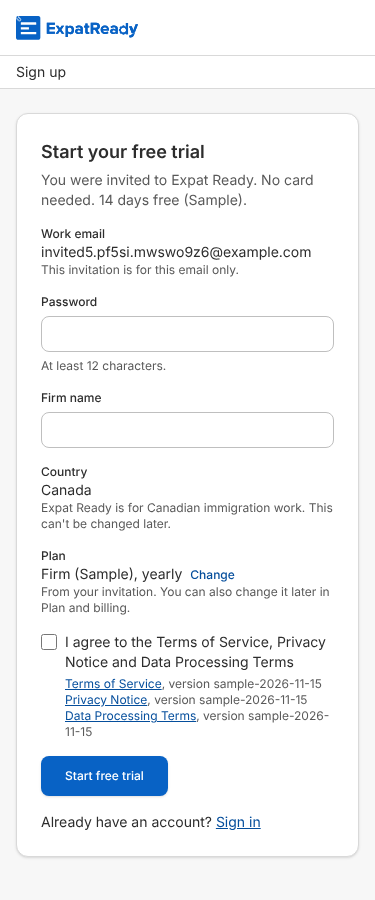 ExpatReady
Sign up
Start your free trial
You were invited to Expat Ready. No card
needed. 14 days free (Sample).
Work email
invited5.pf5si.mwswo9z6@example.com
This invitation is for this email only.
Password
At least 12 characters.
Firm name
Country
Canada
Expat Ready is for Canadian immigration work. This
can't be changed later.
Plan
Firm (Sample), yearly Change
From your invitation. You can also change it later in
Plan and billing.
I agree to the Terms of Service, Privacy
Notice and Data Processing Terms
Terms of Service, version sample-2026-11-15
Privacy Notice, version sample-2026-11-15
Data Processing Terms, version sample-2026-
11-15
Start free trial
Already have an account? Sign in